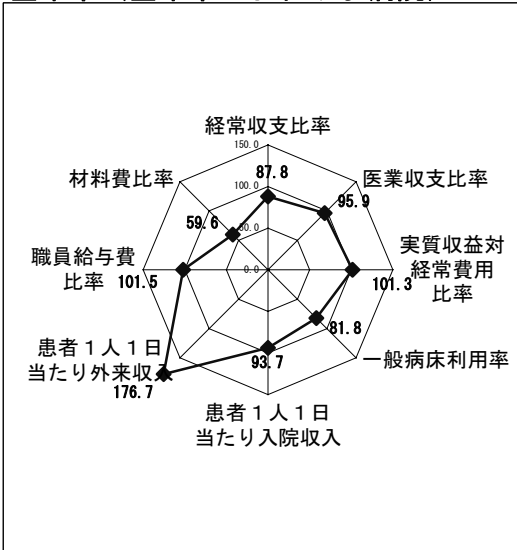 経常収支比率
150.0
87.8
材料費比率
100.0
医業収支比率
95.9
59.6
50.0
職員給与費
比率
101.5
0.0
実質収益対
経常費用
比率
101.3
81.8
患者１人１日
当たり外来収入
176.7
93.7
一般病床利用率
患者１人１日
当たり入院収入